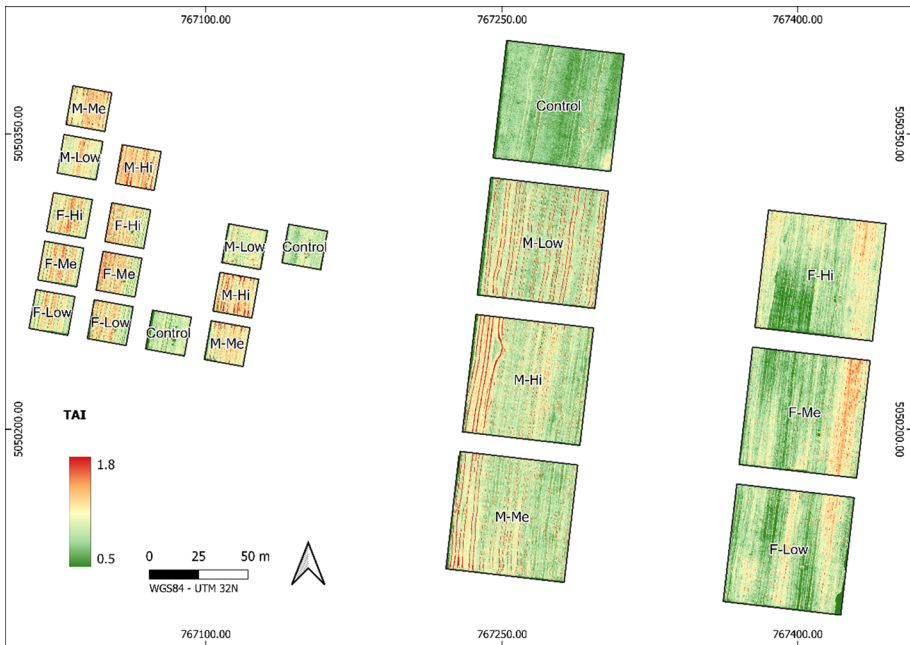 767100.00
767250.00
767400.00
5050350.00
5050350.00
M-Me
Control
M-Low
M-Hi
F-Hi
F-Hi
M-Low
Control
M-Low
F-Me
F-Me
F-Hi
M-Hi
F-Low
F-Low
Control
M-Me
M-Hi
F-Me
5050200.00
5050200.00
TAI
1.8
0.5
M-Me
F-Low
0 25 50 m
WGS84 - UTM 32N
767100.00
767250.00
767400.00